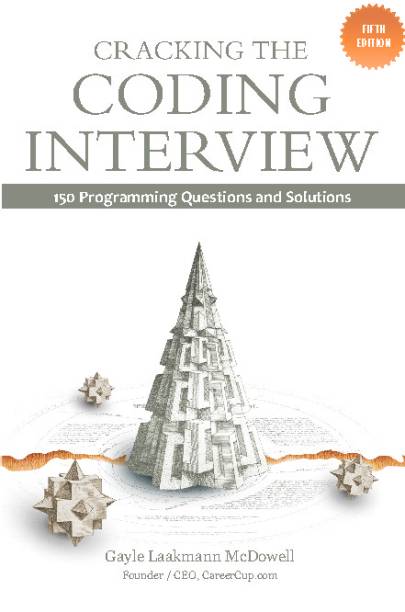 FIFTH
EDITION
CRACKING THE
CODING
INTERVIEW
150 Programming Questions and Solutions
Gayle Laakmann McDowell
Founder / CEO, CareerCup.com